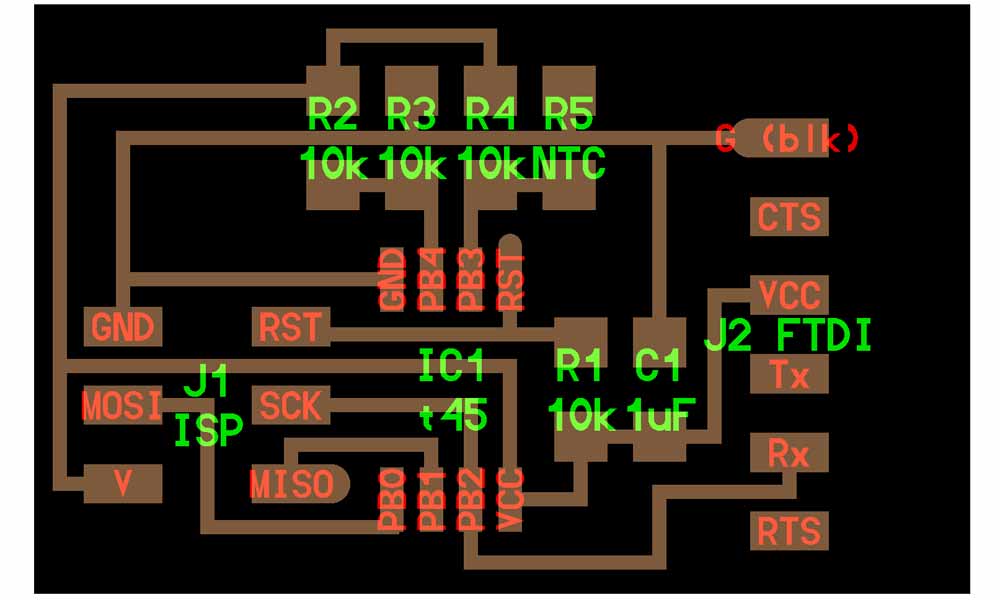 R2 R3 R4 R5
10k 10k 10k NTC
G (blk)
CTS
GND PB4 PB3 RST
VCC
GND RST
J2 FTDI
IC1 R1 C1
t45 10k 1uF
Tx
J1
ISP
MOSI SCK
Rx
V MISO
PB0 PB1 PB2 VCC
RTS